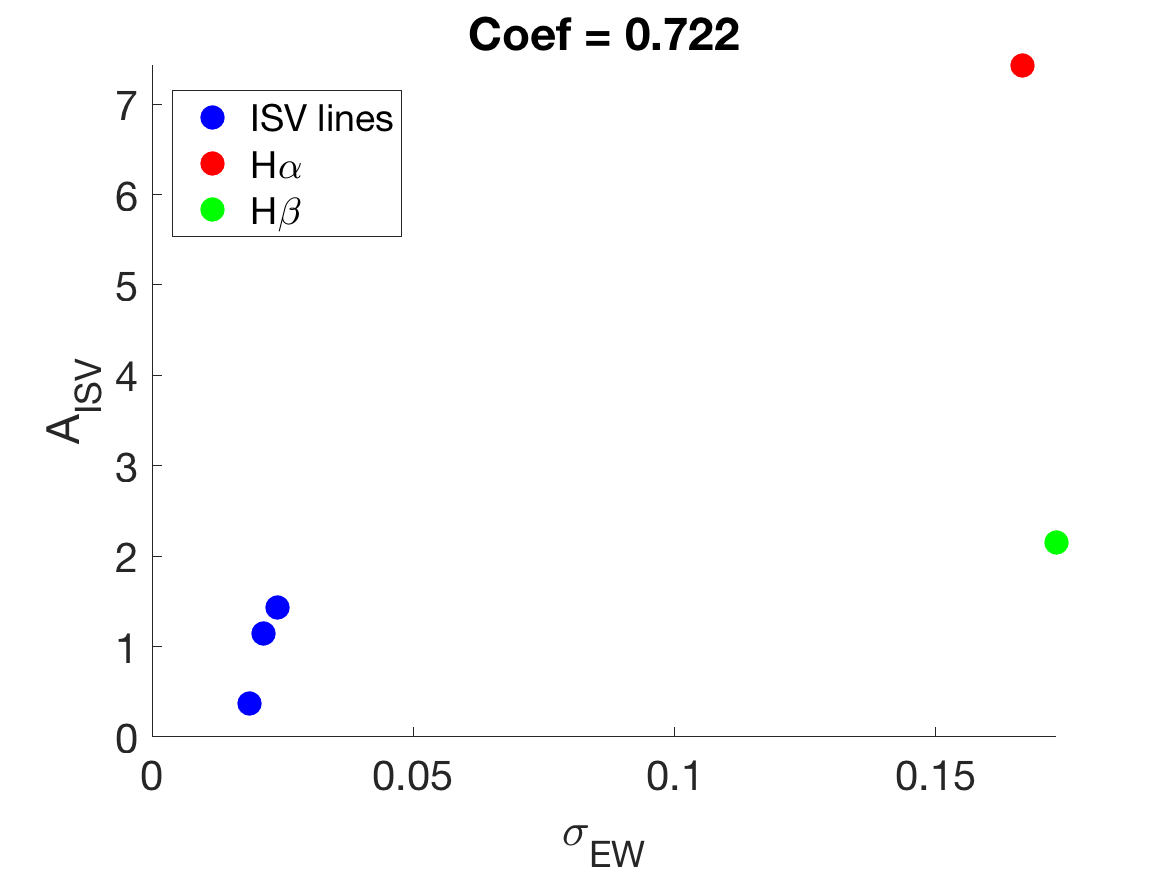 Coef = 0.722
ISV lines
Hα
Hβ
7
6
5
4
3
2
1
0
A_ISV
0 0.05 0.1 0.15
σ_EW